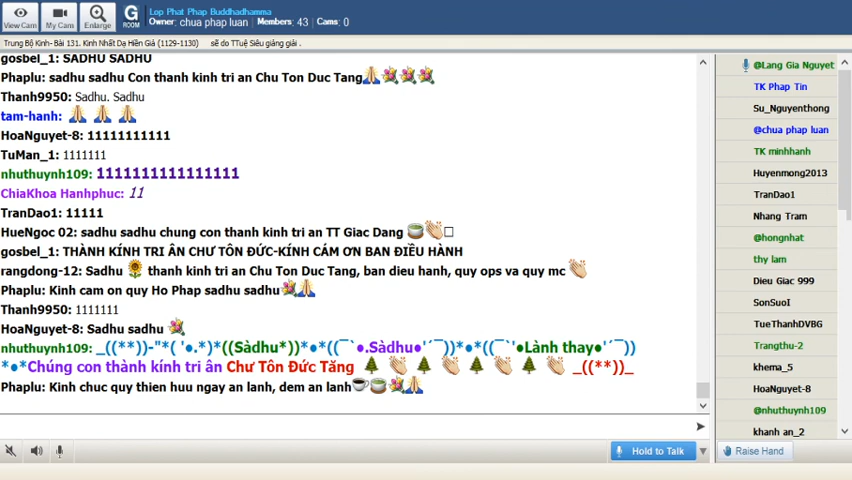 View Cam
My Cam
Enlarge
G
ROOM
Lop Phat Phap Buddhadhamma
Owner: chua phap luan Members: 43 Cams: 0
Trung Bộ Kinh- Bài 131. Kinh Nhất Dạ Hiền Giả (1129-1130) sẽ do TTuệ Siêu giảng giải .
gosbel_1: SADHU SADHU
Phaplu: sadhu sadhu Con thanh kinh tri an Chu Ton Duc Tang
Thanh9950: Sadhu. Sadhu
tam-hanh:
HoaNguyet-8: 11111111111
TuMan_1: 1111111
nhuthuynh109: 11111111111111111
ChiaKhoa Hanhphuc: 11
TranDao1: 11111
HueNgoc 02: sadhu sadhu chung con thanh kinh tri an TT Giac Dang
gosbel_1: THÀNH KÍNH TRI ÂN CHƯ TÔN ĐỨC-KÍNH CÁM ƠN BAN ĐIỀU HÀNH
rangdong-12: Sadhu thanh kinh tri an Chu Ton Duc Tang, ban dieu hanh, quy ops va quy mc
Phaplu: Kinh cam on quy Ho Phap sadhu sadhu
Thanh9950: 1111111
HoaNguyet-8: Sadhu sadhu
nhuthuynh109: _((**))-"*( '●.*)*((Sàdhu*))*●*((¯`●.Sàdhu●'´¯))*●*((¯`'●Lành thay●'´¯))
*●*Chúng con thành kính tri ân Chư Tôn Đức Tăng _((**))_
Phaplu: Kinh chuc quy thien huu ngay an lanh, dem an lanh
Hold to Talk
@Lang Gia Nguyet
TK Phap Tin
Su_Nguyenthong
@chua phap luan
TK minhhanh
Huyenmong2013
TranDao1
Nhang Tram
@hongnhat
thy lam
Dieu Giac 999
SonSuoI
TueThanhDVBG
Trangthu-2
khema_5
HoaNguyet-8
@nhuthuynh109
khanh an_2
Raise Hand